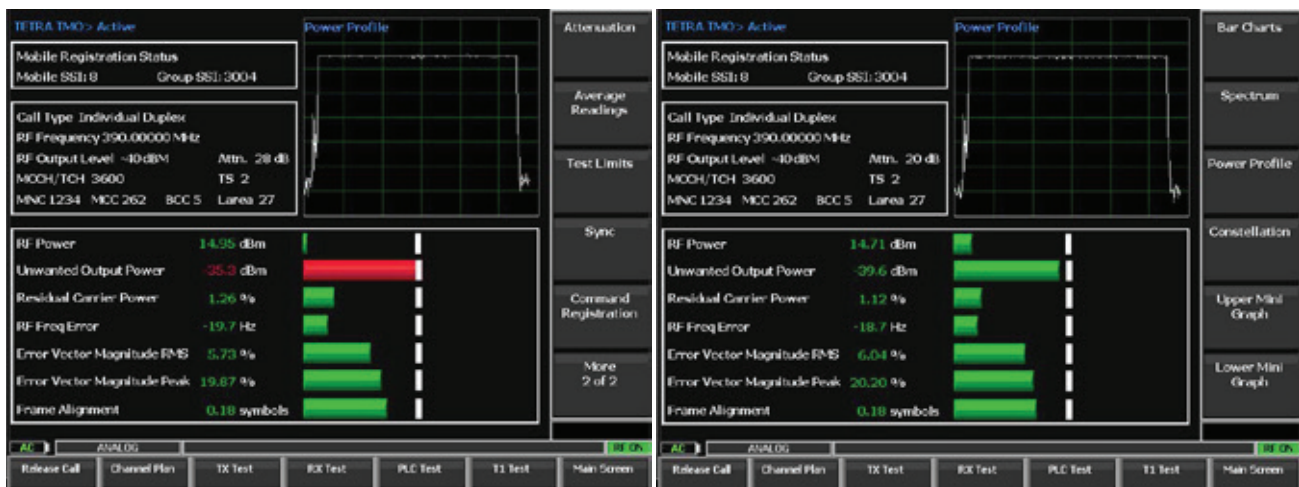 TETRA TMO> Active
Power Profile
Mobile Registration Status
Mobile SSI: 8 Group SSI: 3004
Call Type Individual Duplex
RF Frequency 390.00000 MHz
RF Output Level -40 dBM Attn. 28 dB
MCCH/TCH 3600 TS 2
MNC 1234 MCC 262 BCC 5 Larea 27
RF Power 14.95 dBm
Unwanted Output Power -35.3 dBm
Residual Carrier Power 1.26 %
RF Freq Error -19.7 Hz
Error Vector Magnitude RMS 5.73 %
Error Vector Magnitude Peak 19.87 %
Frame Alignment 0.18 symbols
Attenuation
Average
Readings
Test Limits
Sync
Command
Registration
More
2 of 2
AC ANALOG RF ON
Release Call Channel Plan TX Test RX Test PLC Test T1 Test Main Screen
TETRA TMO> Active
Power Profile
Mobile Registration Status
Mobile SSI: 8 Group SSI: 3004
Call Type Individual Duplex
RF Frequency 390.00000 MHz
RF Output Level -40 dBM Attn. 20 dB
MCCH/TCH 3600 TS 2
MNC 1234 MCC 262 BCC 5 Larea 27
RF Power 14.71 dBm
Unwanted Output Power -39.6 dBm
Residual Carrier Power 1.12 %
RF Freq Error -18.7 Hz
Error Vector Magnitude RMS 6.04 %
Error Vector Magnitude Peak 20.20 %
Frame Alignment 0.18 symbols
Bar Charts
Spectrum
Power Profile
Constellation
Upper Mini
Graph
Lower Mini
Graph
AC ANALOG RF ON
Release Call Channel Plan TX Test RX Test PLC Test T1 Test Main Screen